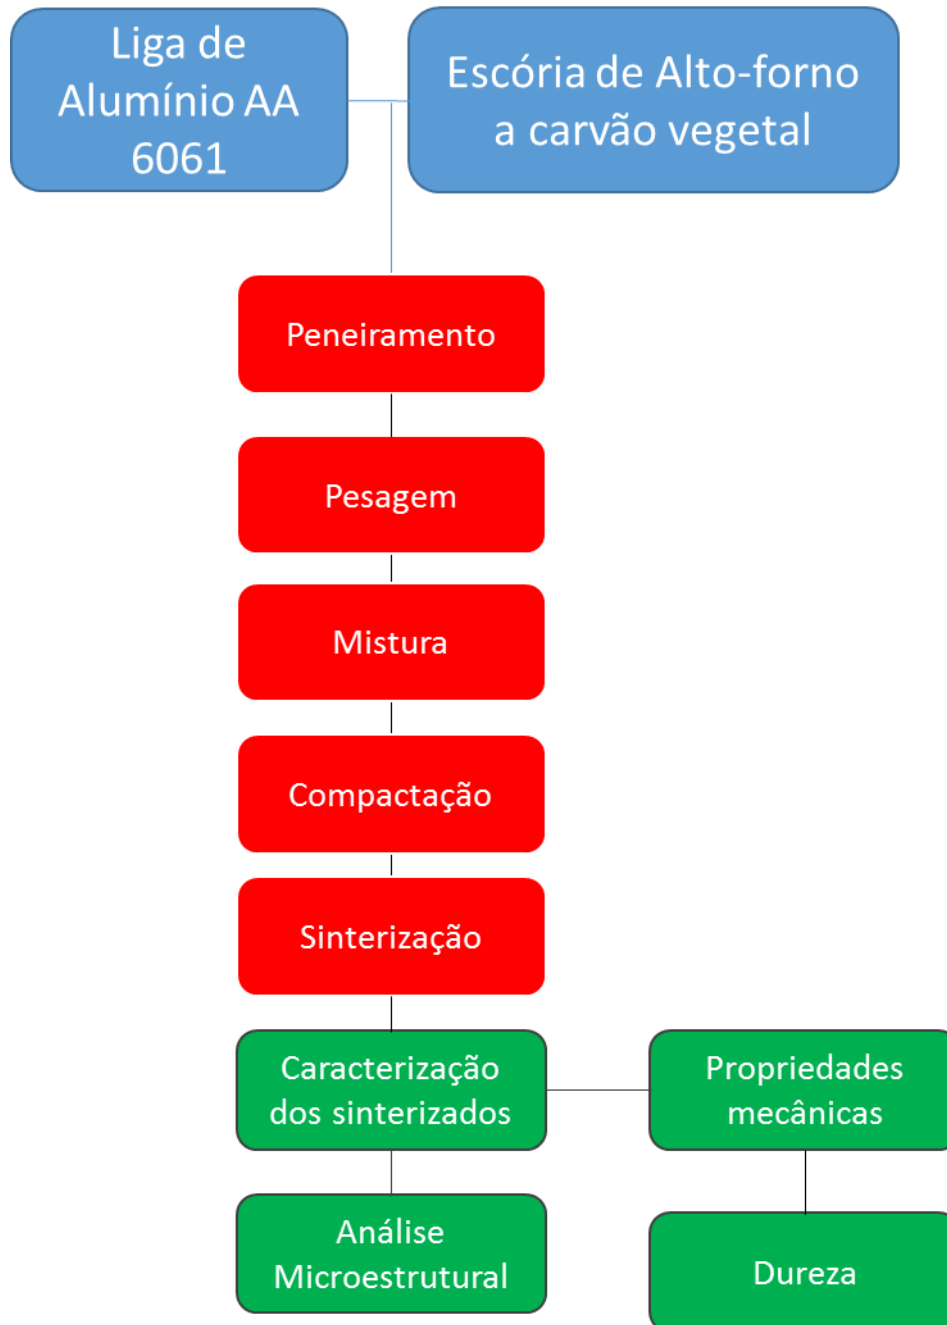 Liga de
Alumínio AA
6061
Escória de Alto-forno
a carvão vegetal
Peneiramento
Pesagem
Mistura
Compactação
Sinterização
Caracterização
dos sinterizados
Propriedades
mecânicas
Análise
Microestrutural
Dureza